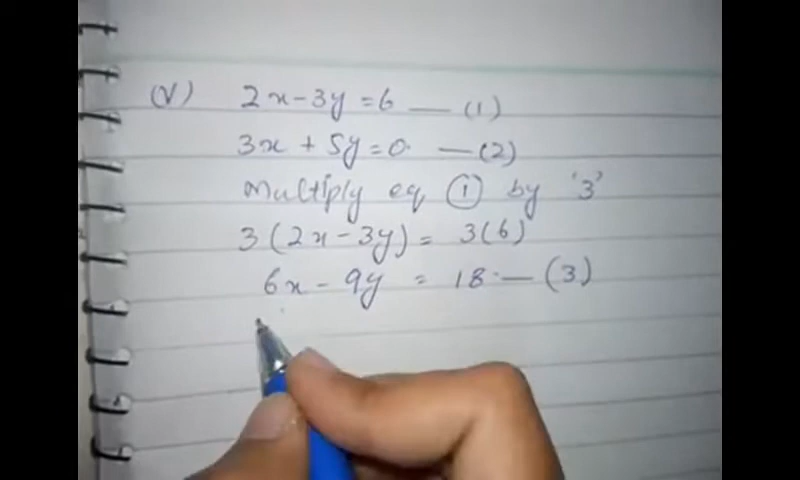 (V) 2x-3y=6 — (1)
3x + 5y=0 — (2)
Multiply eq ① by '3'
3(2x-3y) = 3(6)
6x - 9y = 18 — (3)